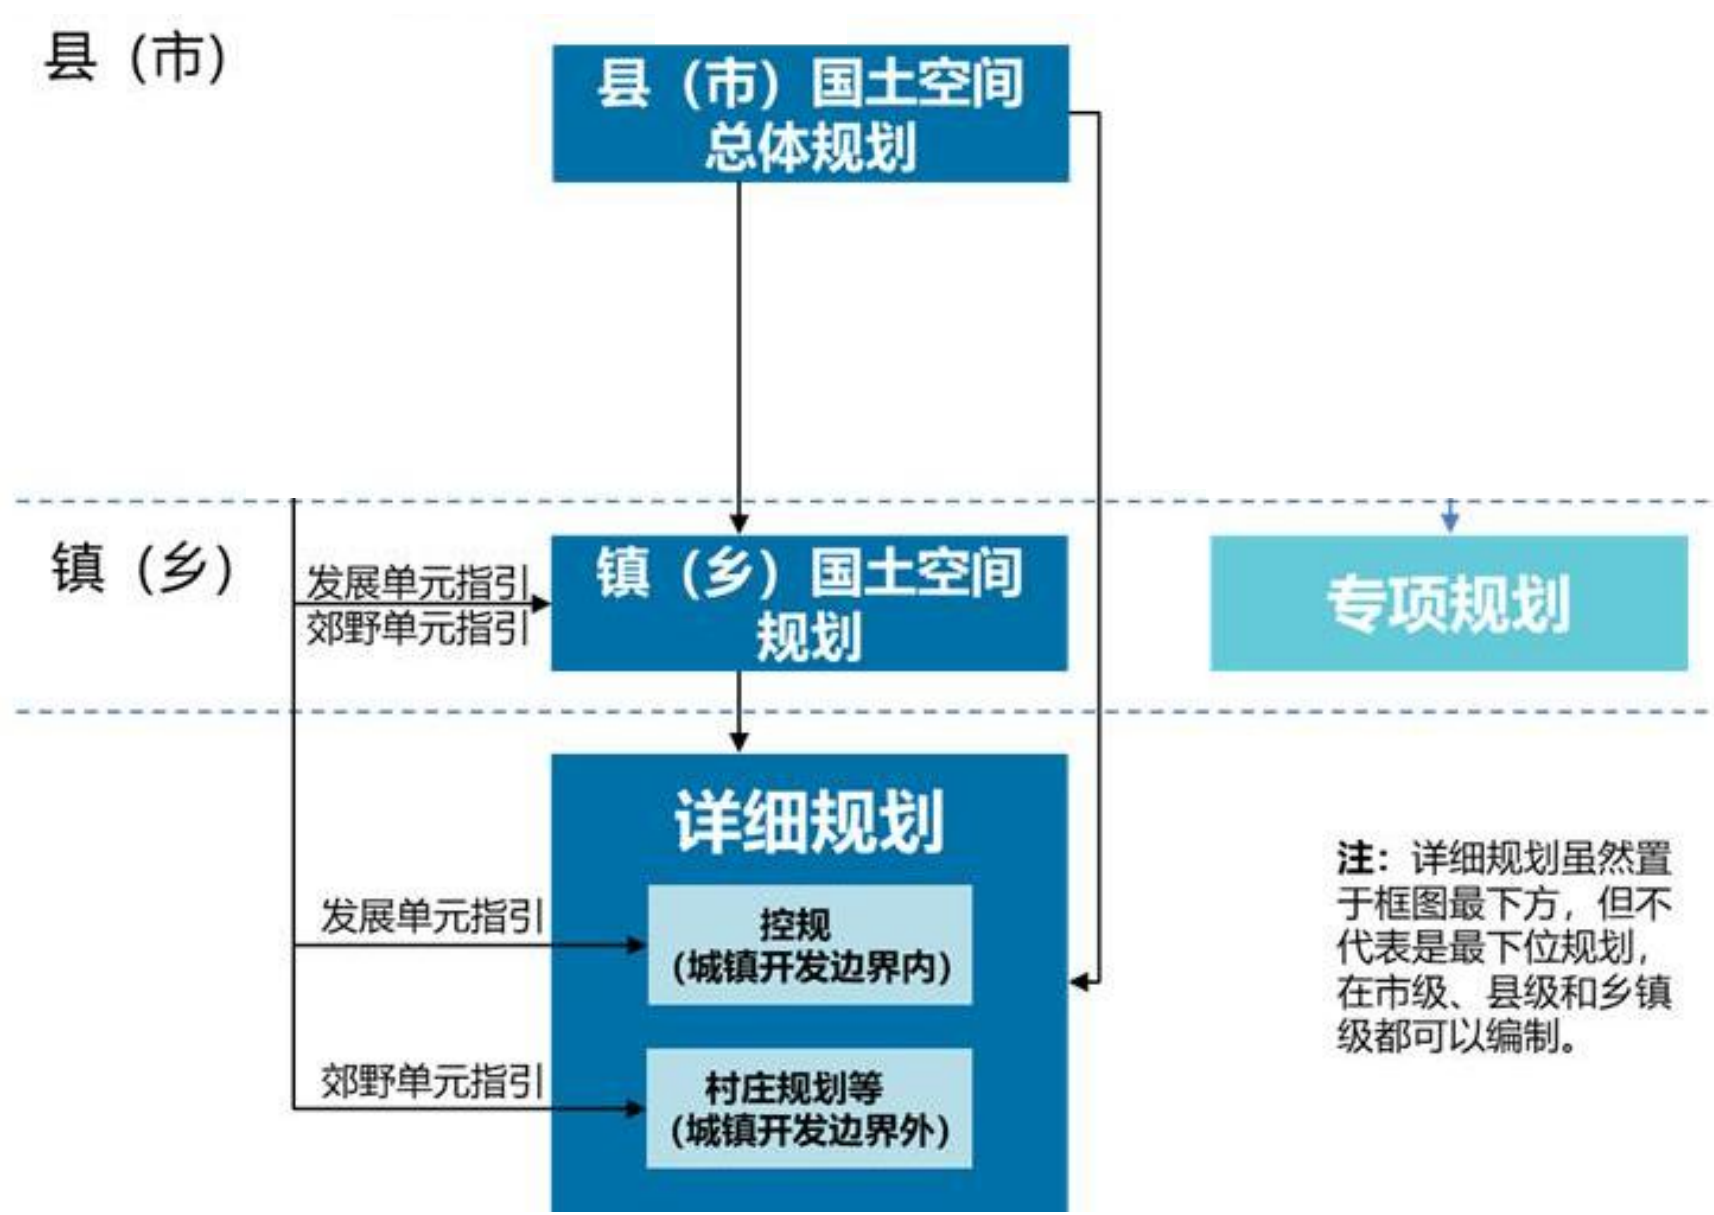 县（市）
县（市）国土空间
总体规划
镇（乡）
发展单元指引
郊野单元指引
镇（乡）国土空间
规划
专项规划
详细规划
发展单元指引
控规
（城镇开发边界内）
郊野单元指引
村庄规划等
（城镇开发边界外）
注：详细规划虽然置
于框图最下方，但不
代表是最下位规划，
在市级、县级和乡镇
级都可以编制。